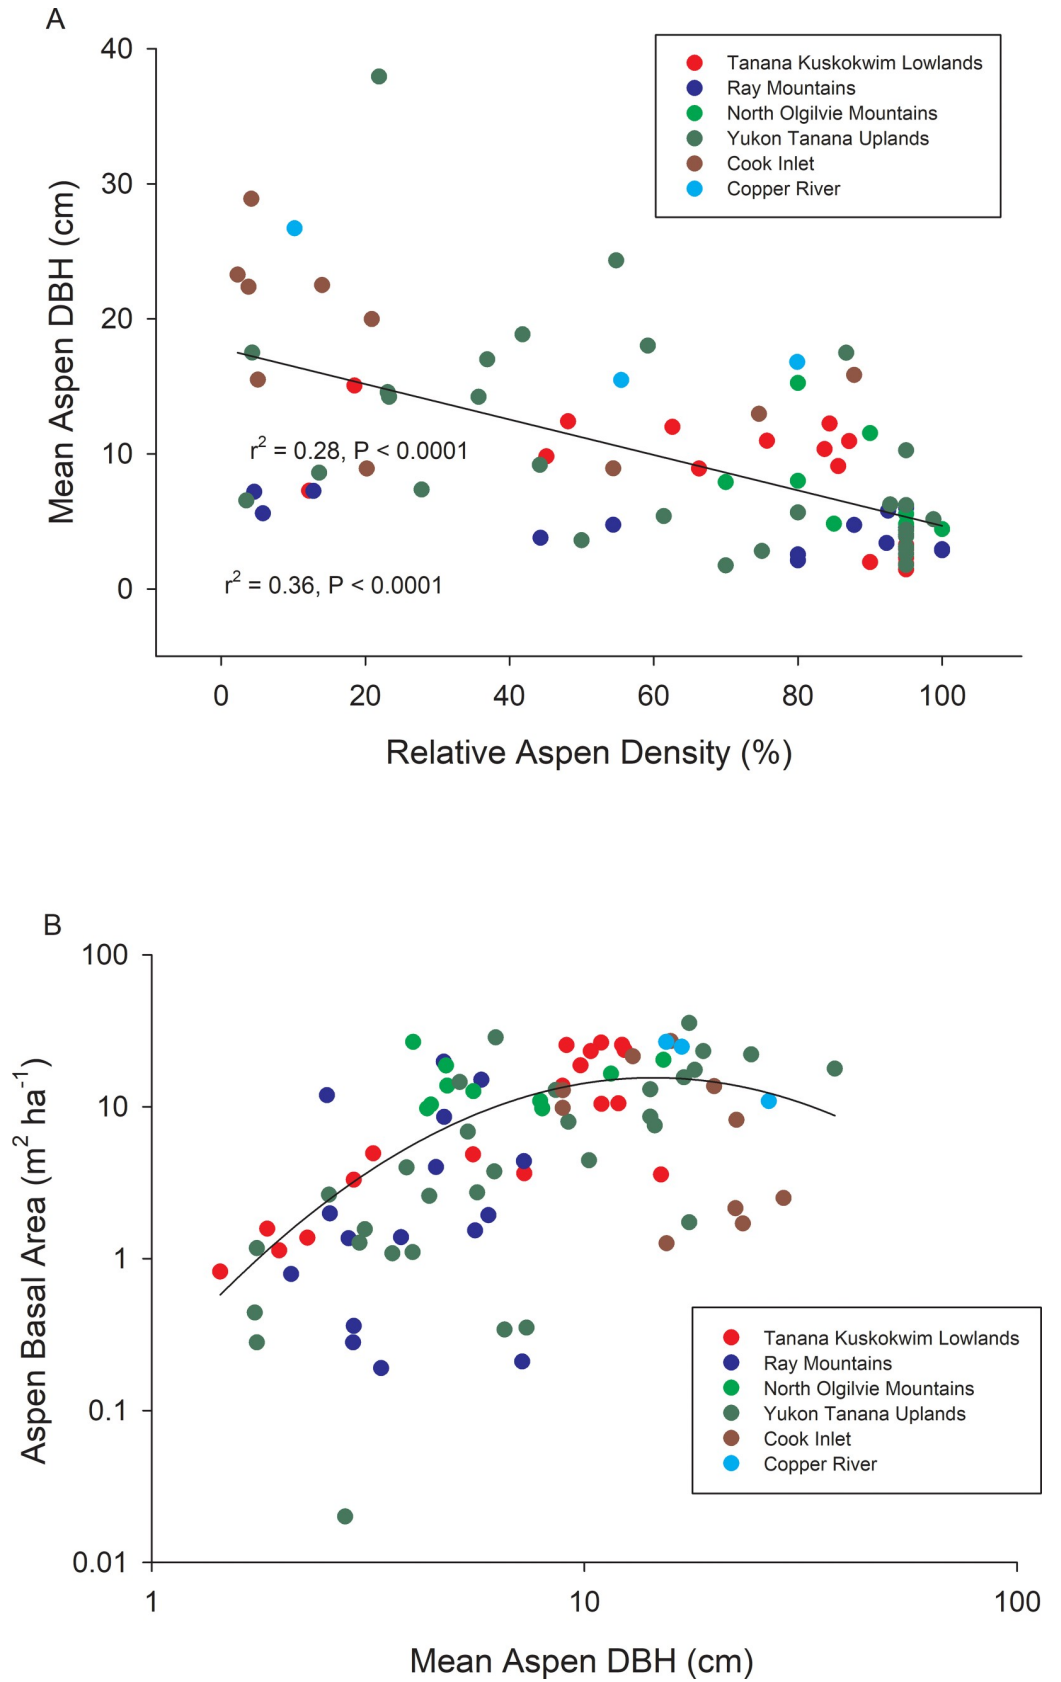 A
40
30
20
10
0
Mean Aspen DBH (cm)
Tanana Kuskokwim Lowlands
Ray Mountains
North Olgilvie Mountains
Yukon Tanana Uplands
Cook Inlet
Copper River
r² = 0.28, P < 0.0001
r² = 0.36, P < 0.0001
0 20 40 60 80 100
Relative Aspen Density (%)
B
100
10
1
0.1
0.01
Aspen Basal Area (m² ha⁻¹)
Tanana Kuskokwim Lowlands
Ray Mountains
North Olgilvie Mountains
Yukon Tanana Uplands
Cook Inlet
Copper River
1 10 100
Mean Aspen DBH (cm)